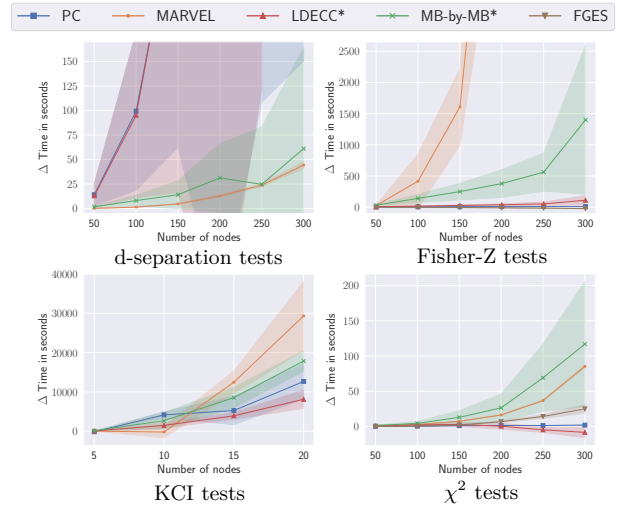 PC MARVEL LDECC* MB-by-MB* FGES
150
125
100
75
50
25
0
Δ Time in seconds
50 100 150 200 250 300
Number of nodes
d-separation tests
2500
2000
1500
1000
500
0
Δ Time in seconds
50 100 150 200 250 300
Number of nodes
Fisher-Z tests
40000
30000
20000
10000
0
Δ Time in seconds
5 10 15 20
Number of nodes
KCI tests
200
150
100
50
0
Δ Time in seconds
50 100 150 200 250 300
Number of nodes
χ² tests